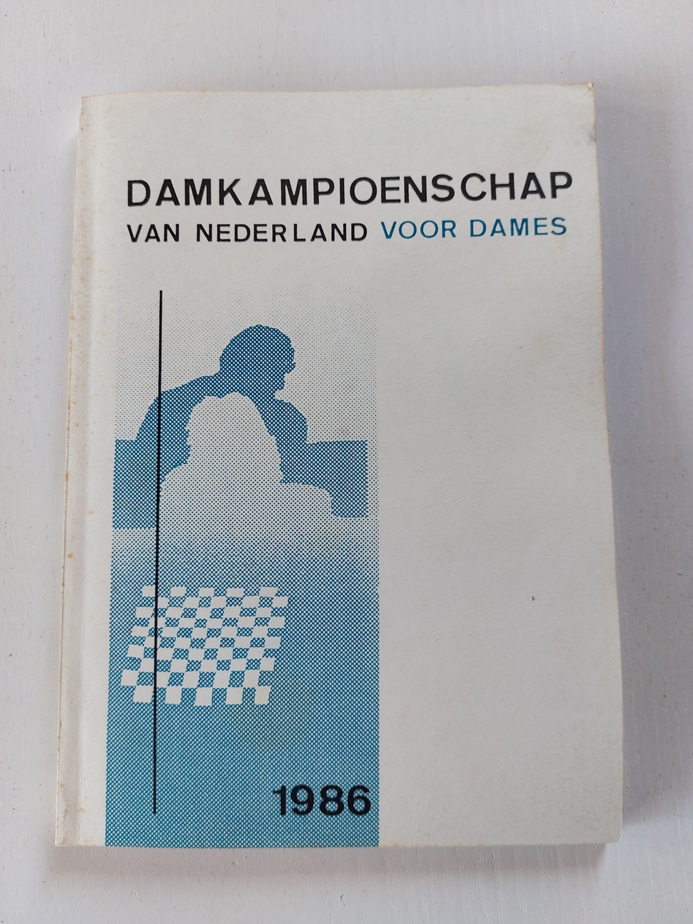 DAMKAMPIOENSCHAP
VAN NEDERLAND VOOR DAMES
1986